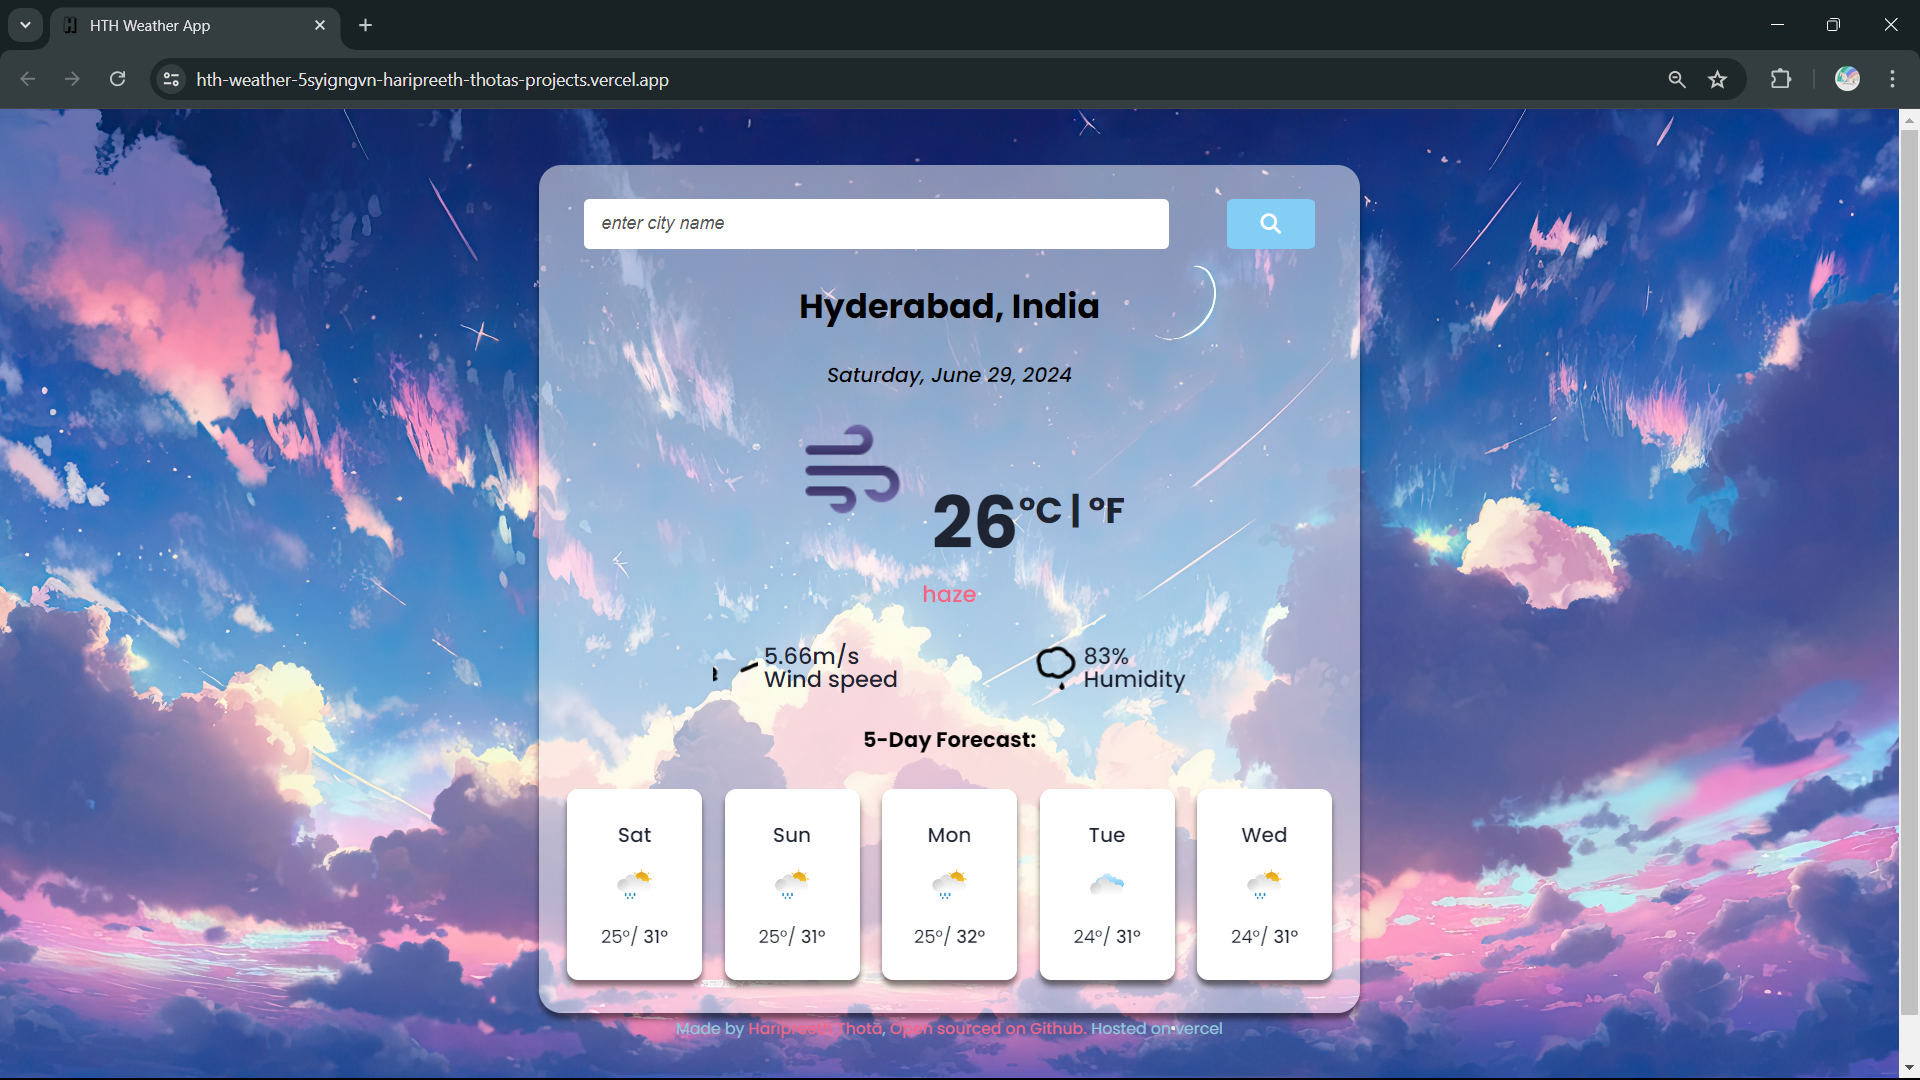 HTH Weather App
hth-weather-5syigngvn-haripreeth-thotas-projects.vercel.app
enter city name
Hyderabad, India
Saturday, June 29, 2024
26°C | °F
haze
5.66m/s
Wind speed
83%
Humidity
5-Day Forecast:
Sat
25°/ 31°
Sun
25°/ 31°
Mon
25°/ 32°
Tue
24°/ 31°
Wed
24°/ 31°
Made by Haripreeth Thota, Open sourced on Github. Hosted on vercel